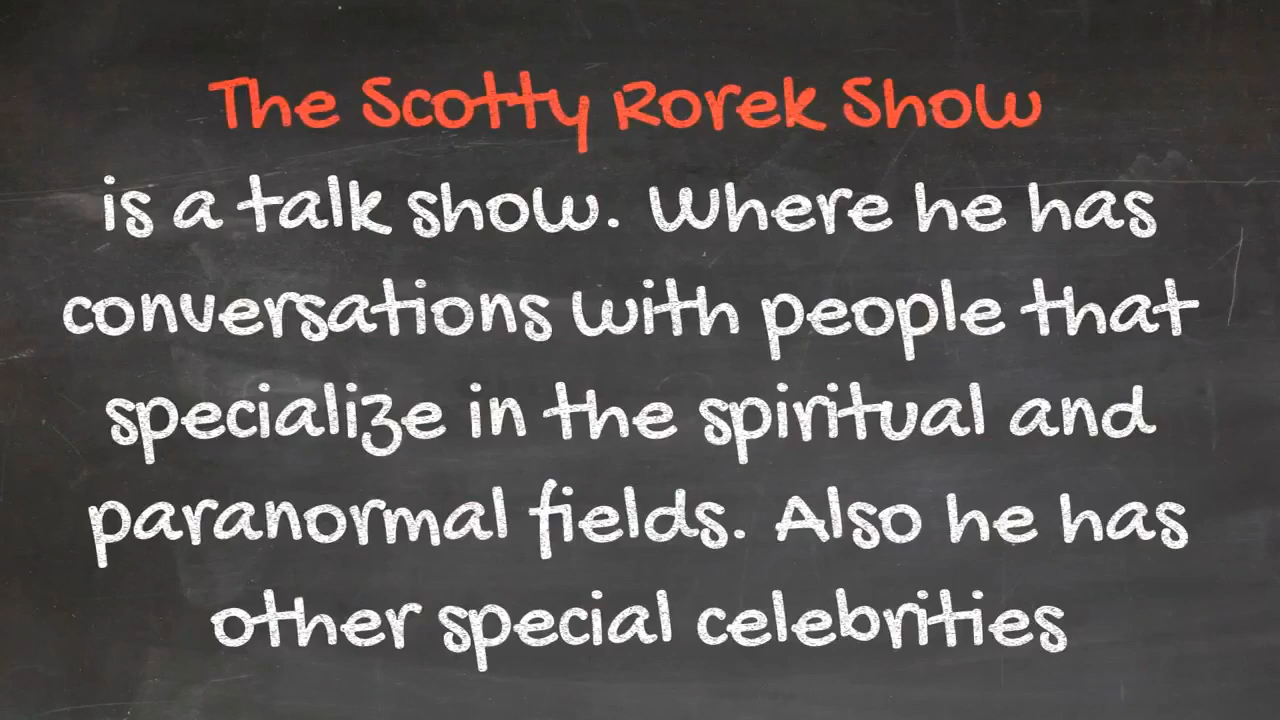 The Scotty Rorek Show
is a talk show. Where he has
conversations with people that
specialize in the spiritual and
paranormal fields. Also he has
other special celebrities